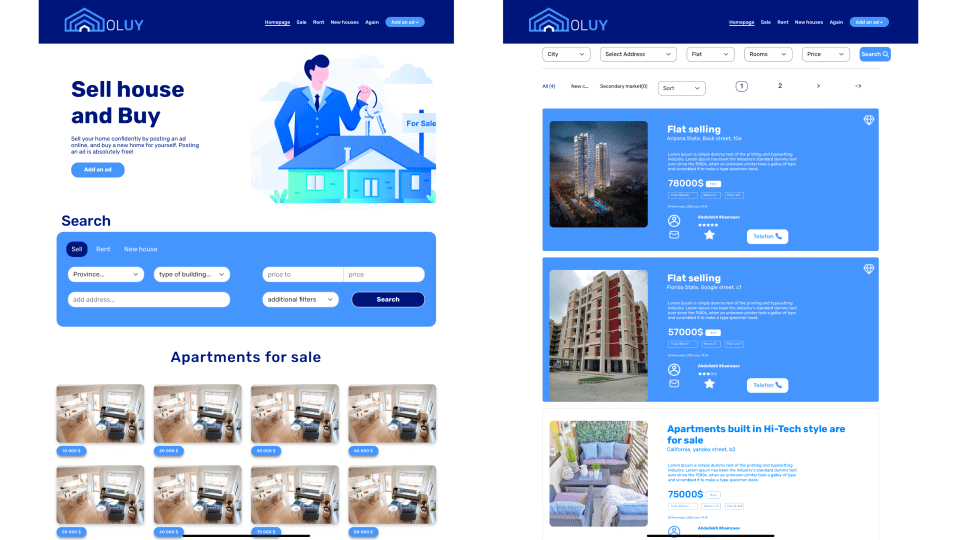 OLUY
Homepage Sale Rent New houses Again Add an ad +
Sell house
and Buy
Sell your home confidently by posting an ad
online, and buy a new home for yourself. Posting
an ad is absolutely free!
Add an ad
For Sale
Search
Sell Rent New house
Province... type of building... price to price
add address... additional filters Search
Apartments for sale
10 000 $ 20 000 $ 30 000 $ 40 000 $
50 000 $ 60 000 $ 70 000 $ 80 000 $
OLUY
Homepage Sale Rent New houses Again Add an ad +
City Select Address Flat Rooms Price Search
All (4) New c... Secondary market(0) Sort 1 2 > ->
Flat selling
Arizona State, Back street, 10a
Lorem Ipsum is simply dummy text of the printing and typesetting
industry. Lorem Ipsum has been the industry's standard dummy text
ever since the 1500s, when an unknown printer took a galley of type
and scrambled it to make a type specimen book.
78000$
Abdullokh Khamzaev
Telefon
Flat selling
Florida State, Google street, c1
Lorem Ipsum is simply dummy text of the printing and typesetting
industry. Lorem Ipsum has been the industry's standard dummy text
ever since the 1500s, when an unknown printer took a galley of type
and scrambled it to make a type specimen book.
57000$
Abdullokh Khamzaev
Telefon
Apartments built in Hi-Tech style are
for sale
California, yandex street, b2
Lorem Ipsum is simply dummy text of the printing and typesetting
industry. Lorem Ipsum has been the industry's standard dummy text
ever since the 1500s, when an unknown printer took a galley of type
and scrambled it to make a type specimen book.
75000$
Abdullokh Khamzaev